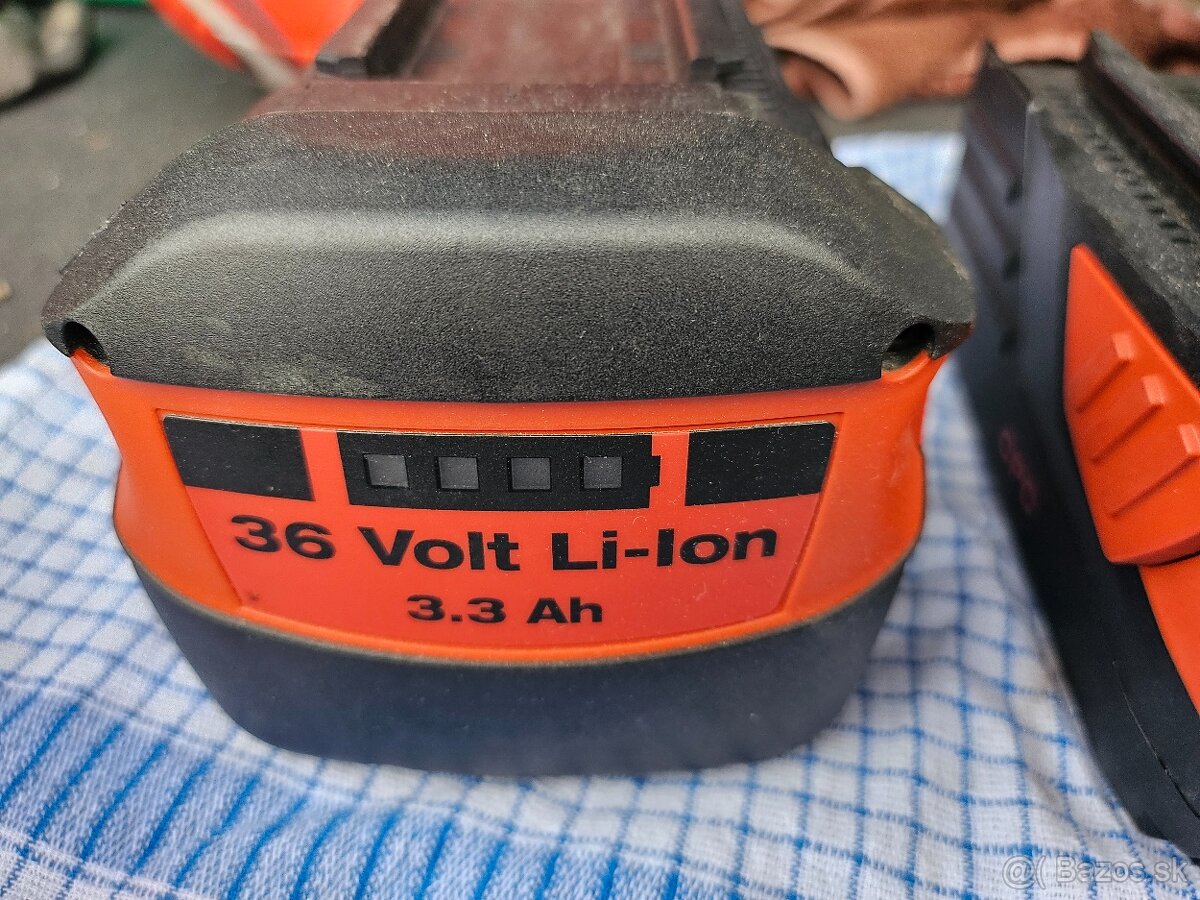 36 Volt Li-Ion
3.3 Ah
@( Bazos.sk